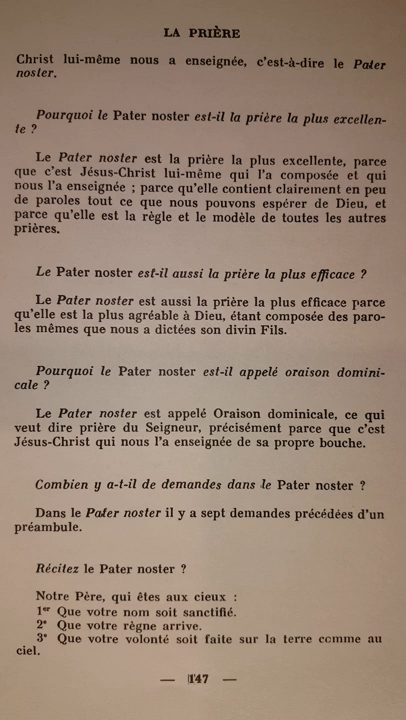 LA PRIÈRE
Christ lui-même nous a enseignée, c'est-à-dire le Pater
noster.
Pourquoi le Pater noster est-il la prière la plus excellen-
te ?
Le Pater noster est la prière la plus excellente, parce
que c'est Jésus-Christ lui-même qui l'a composée et qui
nous l'a enseignée ; parce qu'elle contient clairement en peu
de paroles tout ce que nous pouvons espérer de Dieu, et
parce qu'elle est la règle et le modèle de toutes les autres
prières.
Le Pater noster est-il aussi la prière la plus efficace ?
Le Pater noster est aussi la prière la plus efficace parce
qu'elle est la plus agréable à Dieu, étant composée des paro-
les mêmes que nous a dictées son divin Fils.
Pourquoi le Pater noster est-il appelé oraison domini-
cale ?
Le Pater noster est appelé Oraison dominicale, ce qui
veut dire prière du Seigneur, précisément parce que c'est
Jésus-Christ qui nous l'a enseignée de sa propre bouche.
Combien y a-t-il de demandes dans le Pater noster ?
Dans le Pater noster il y a sept demandes précédées d'un
préambule.
Récitez le Pater noster ?
Notre Père, qui êtes aux cieux :
1er Que votre nom soit sanctifié.
2e Que votre règne arrive.
3e Que votre volonté soit faite sur la terre comme au
ciel.
— 147 —